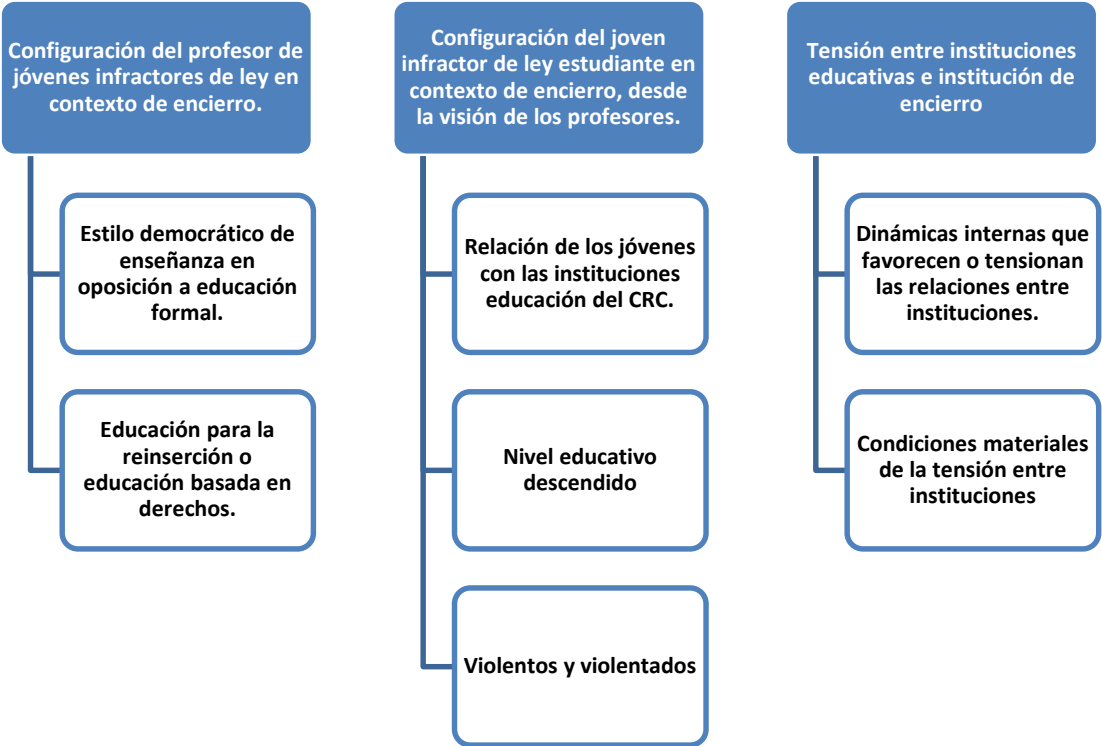 Configuración del profesor de
jóvenes infractores de ley en
contexto de encierro.
Estilo democrático de
enseñanza en
oposición a educación
formal.
Educación para la
reinserción o
educación basada en
derechos.
Configuración del joven
infractor de ley estudiante en
contexto de encierro, desde
la visión de los profesores.
Relación de los jóvenes
con las instituciones
educación del CRC.
Nivel educativo
descendido
Violentos y violentados
Tensión entre instituciones
educativas e institución de
encierro
Dinámicas internas que
favorecen o tensionan
las relaciones entre
instituciones.
Condiciones materiales
de la tensión entre
instituciones